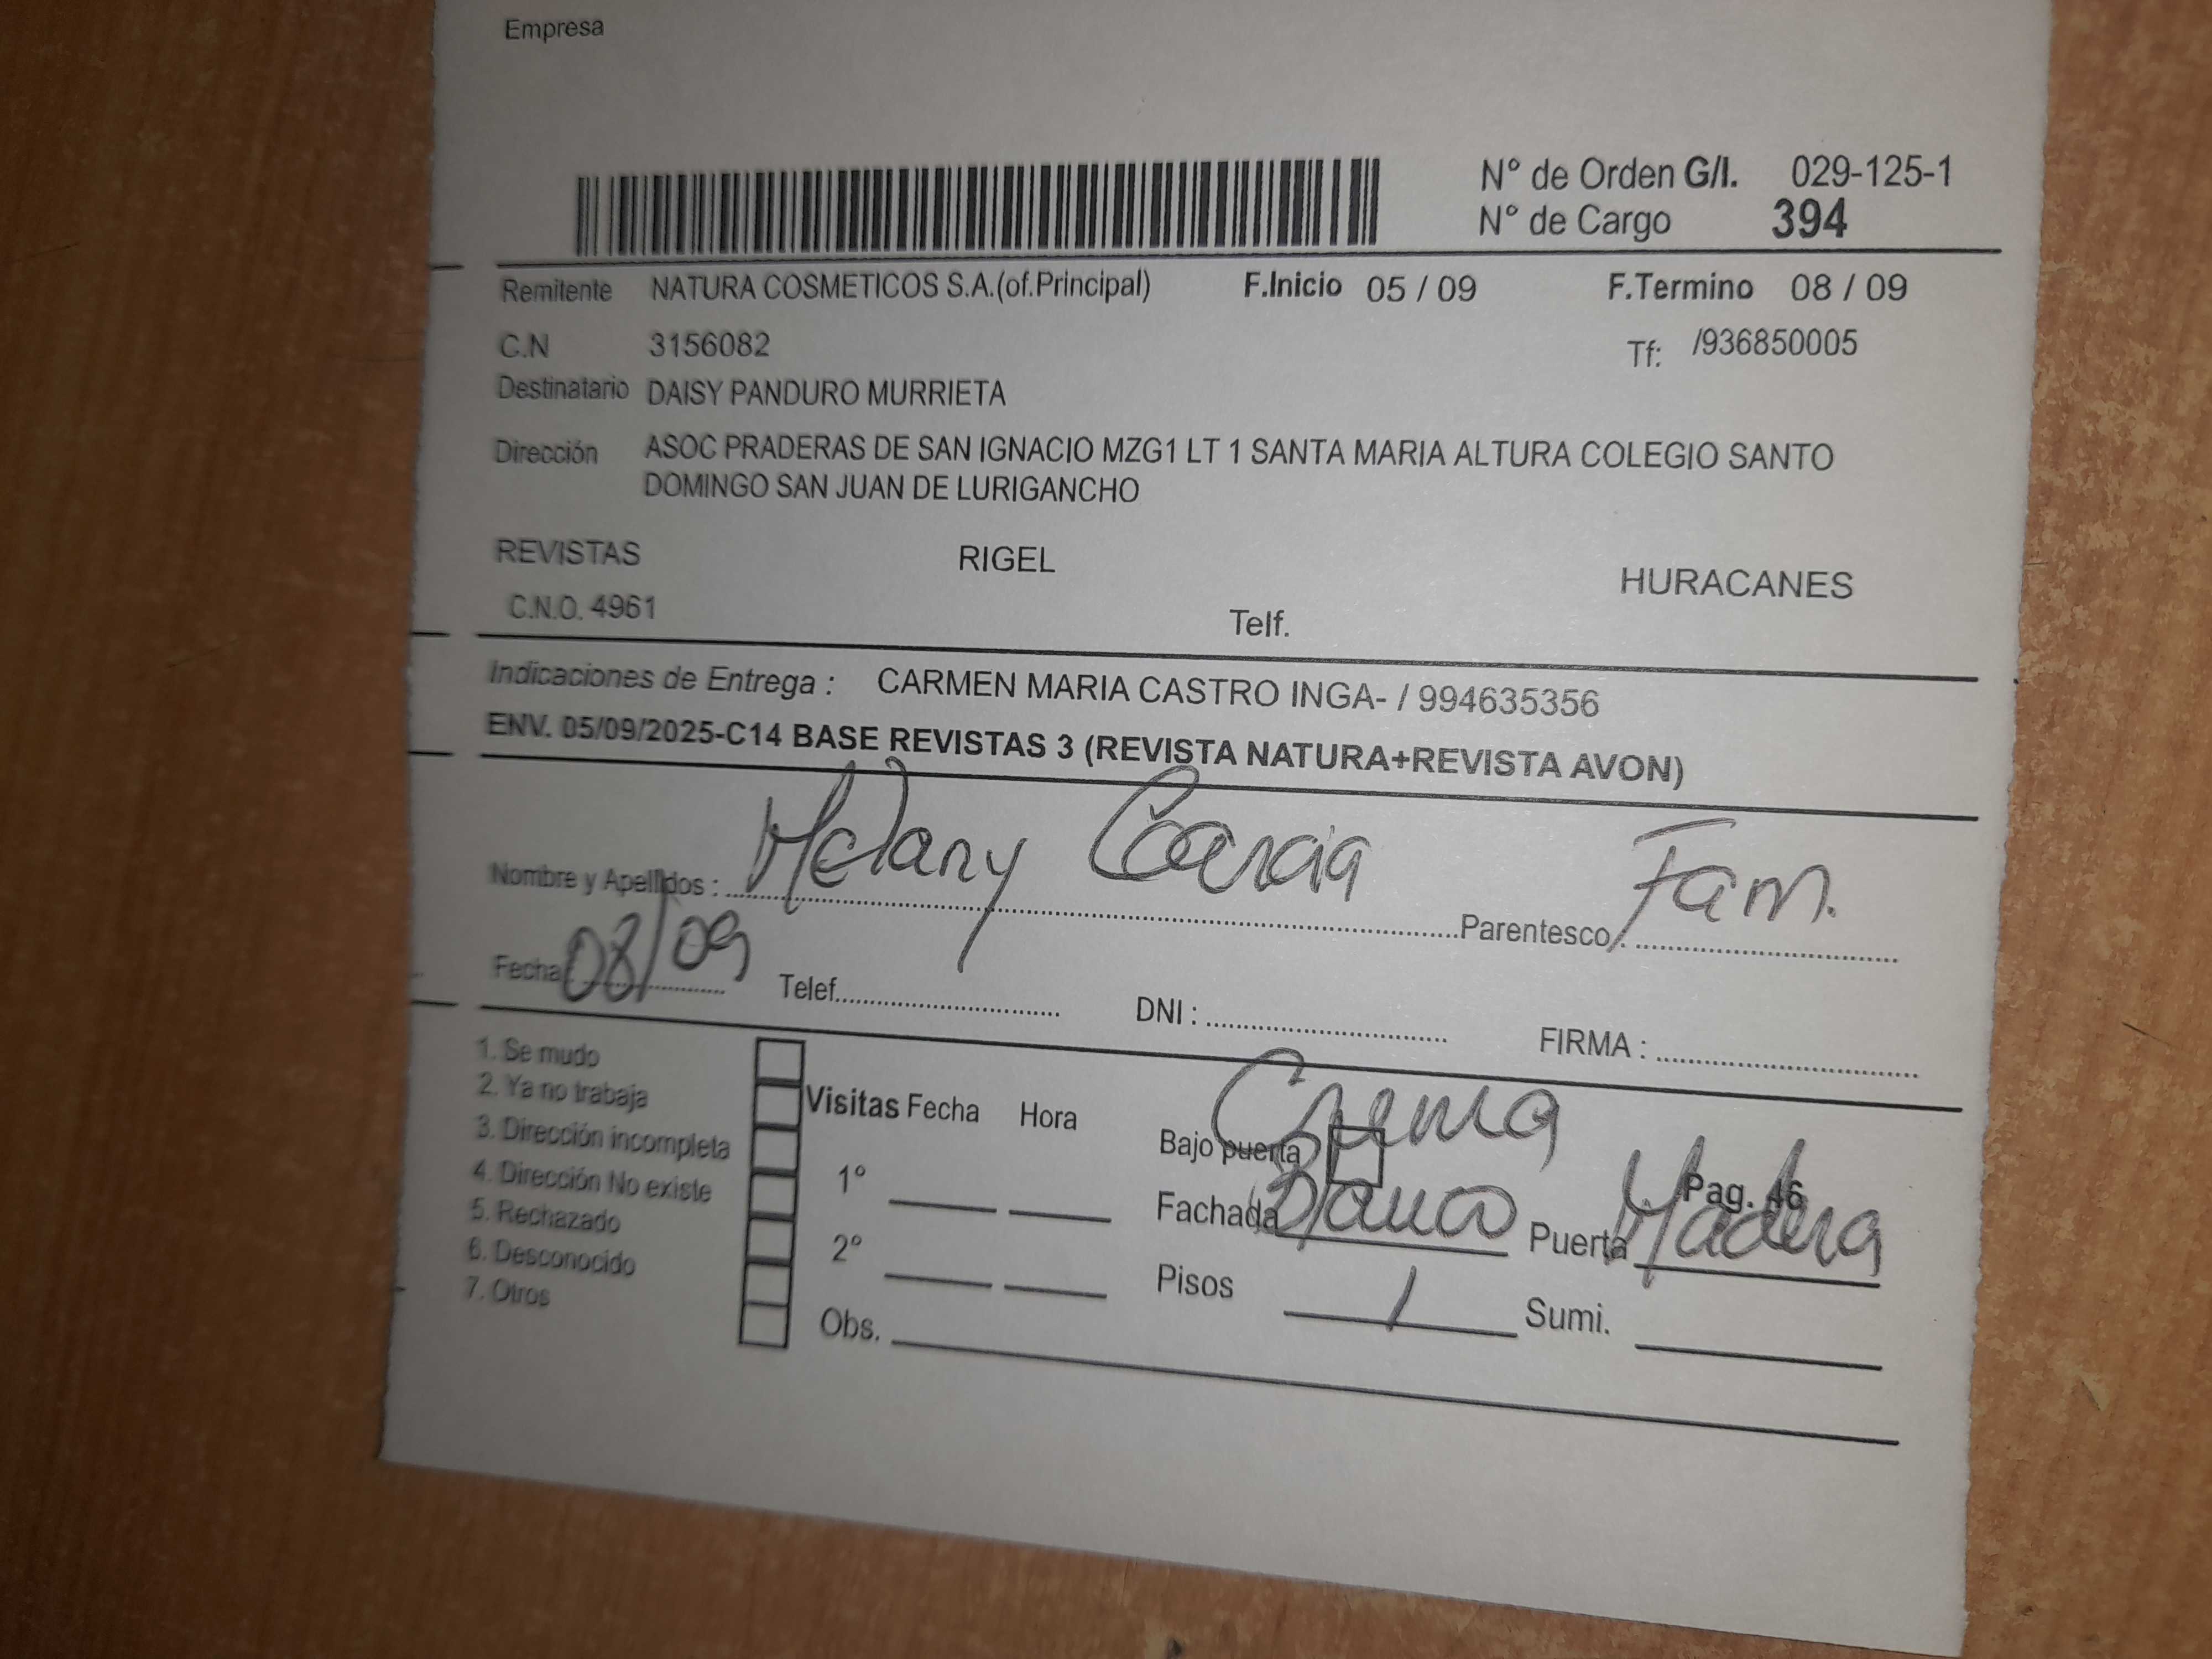 Empresa
N° de Orden G/I. 029-125-1
N° de Cargo 394
Remitente NATURA COSMETICOS S.A.(of.Principal) F.Inicio 05 / 09 F.Termino 08 / 09
C.N 3156082 Tf: /936850005
Destinatario DAISY PANDURO MURRIETA
Dirección ASOC PRADERAS DE SAN IGNACIO MZG1 LT 1 SANTA MARIA ALTURA COLEGIO SANTO
DOMINGO SAN JUAN DE LURIGANCHO
REVISTAS RIGEL HURACANES
C.N.O. 4961 Telf.
Indicaciones de Entrega : CARMEN MARIA CASTRO INGA- / 994635356
ENV. 05/09/2025-C14 BASE REVISTAS 3 (REVISTA NATURA+REVISTA AVON)
Nombre y Apellidos : Melany Garcia Parentesco : Fam.
Fecha 08/09 Telef. DNI : FIRMA :
1. Se mudo
2. Ya no trabaja Visitas Fecha Hora Crema
3. Dirección incompleta Bajo puerta
4. Dirección No existe 1° Pag. 46
5. Rechazado Fachada Blanco Puerta Madera
6. Desconocido 2° Pisos 1 Sumi.
7. Otros Obs.